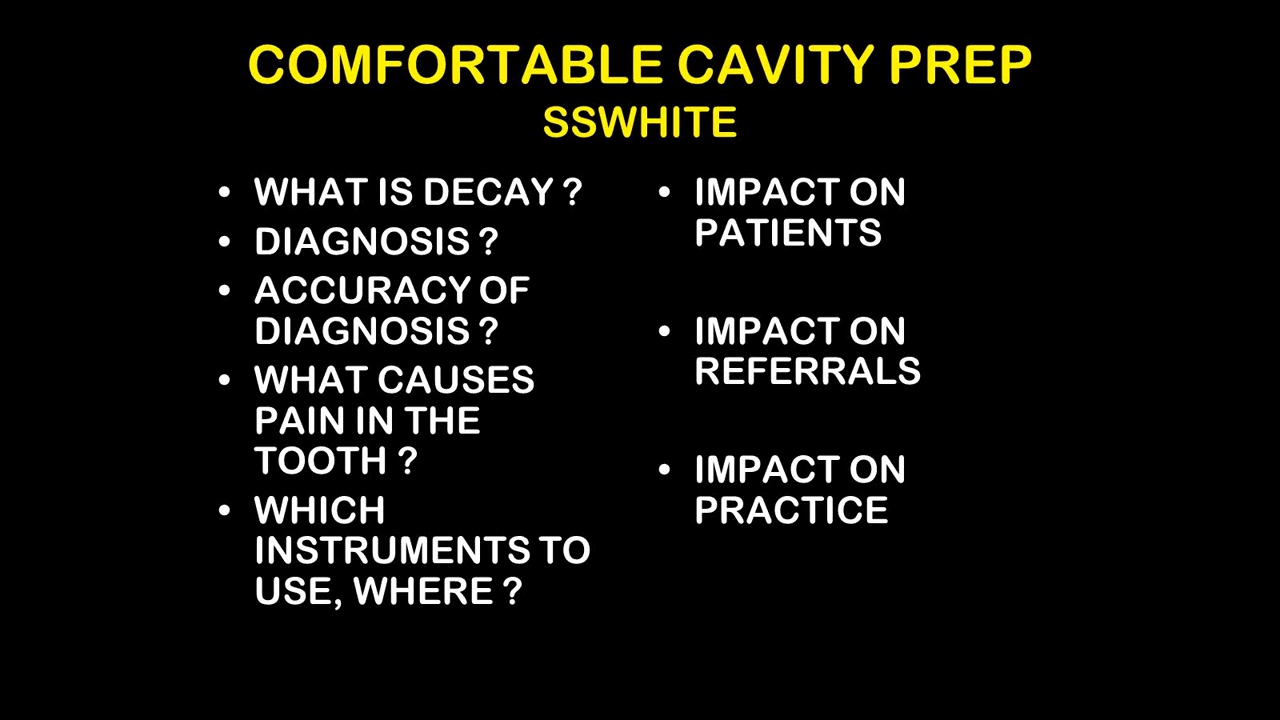 COMFORTABLE CAVITY PREP
SSWHITE
• WHAT IS DECAY ?
• DIAGNOSIS ?
• ACCURACY OF
DIAGNOSIS ?
• WHAT CAUSES
PAIN IN THE
TOOTH ?
• WHICH
INSTRUMENTS TO
USE, WHERE ?
• IMPACT ON
PATIENTS
• IMPACT ON
REFERRALS
• IMPACT ON
PRACTICE